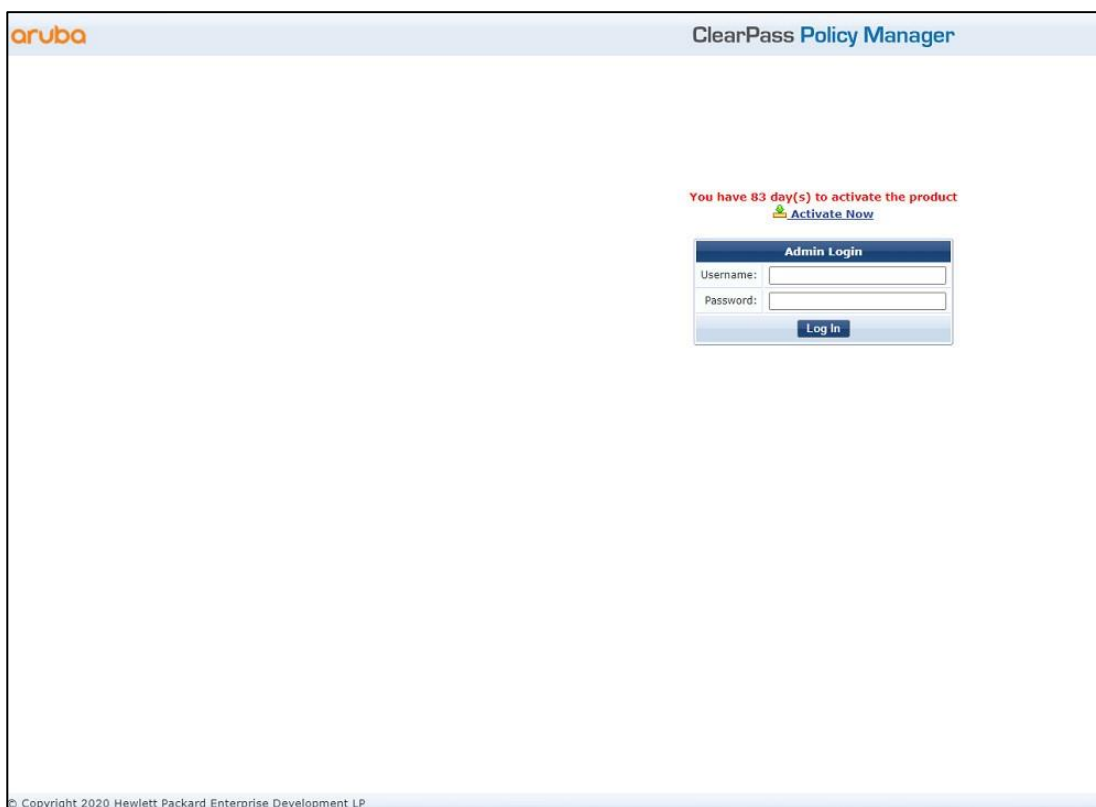 aruba
ClearPass Policy Manager
You have 83 day(s) to activate the product
Activate Now
Admin Login
Username:
Password:
Log In
© Copyright 2020 Hewlett Packard Enterprise Development LP